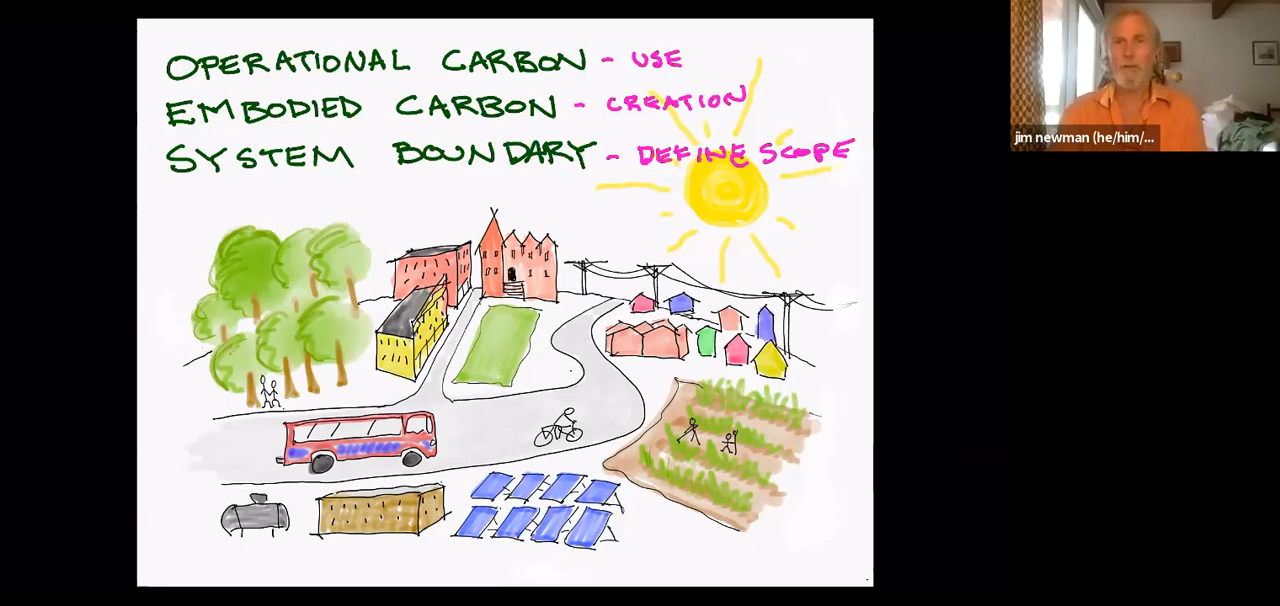 OPERATIONAL CARBON - USE
EMBODIED CARBON - CREATION
SYSTEM BOUNDARY - DEFINE SCOPE
jim newman (he/him/...